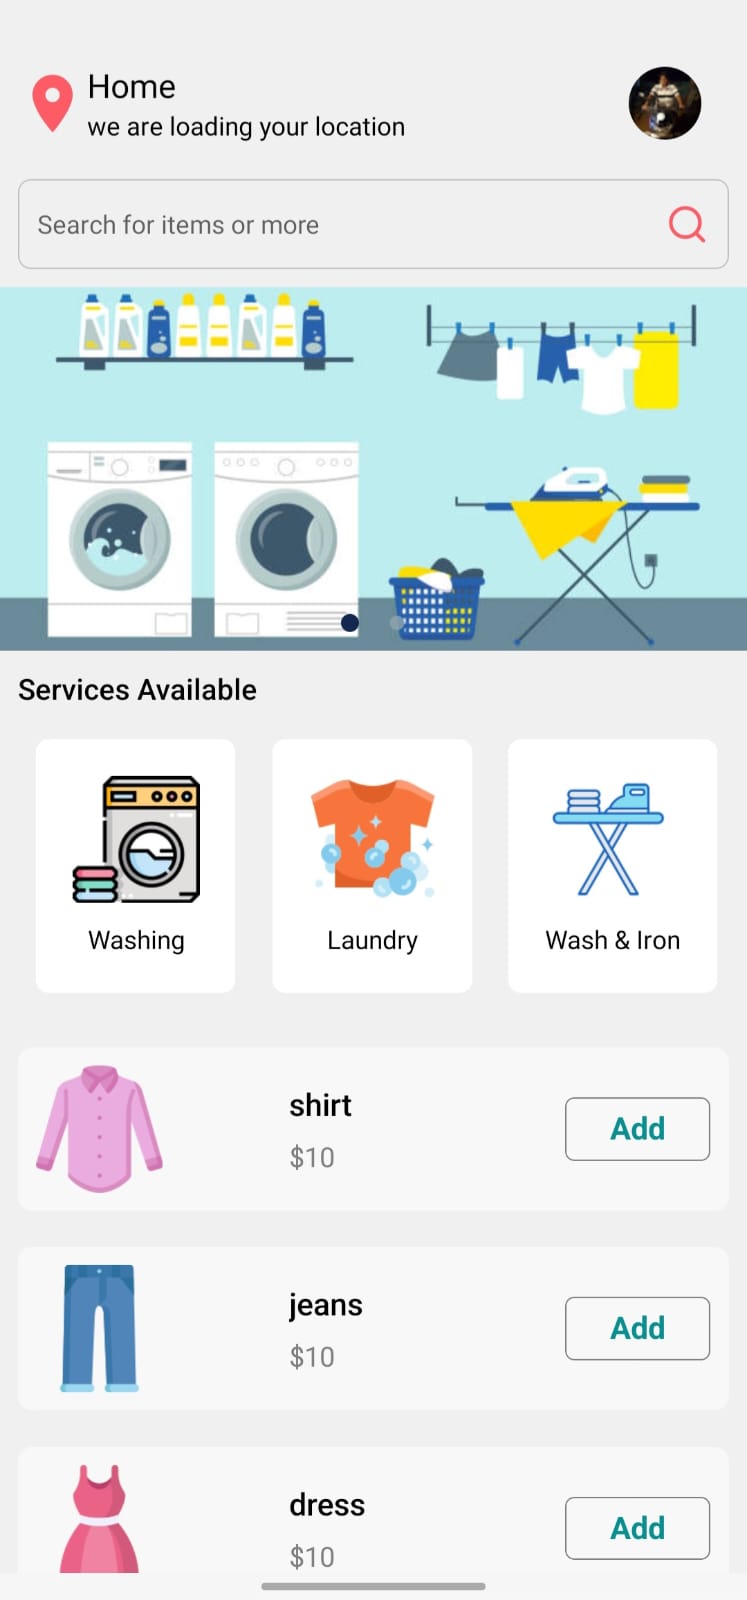 Home
we are loading your location
Search for items or more
Services Available
Washing
Laundry
Wash & Iron
shirt
$10
Add
jeans
$10
Add
dress
$10
Add